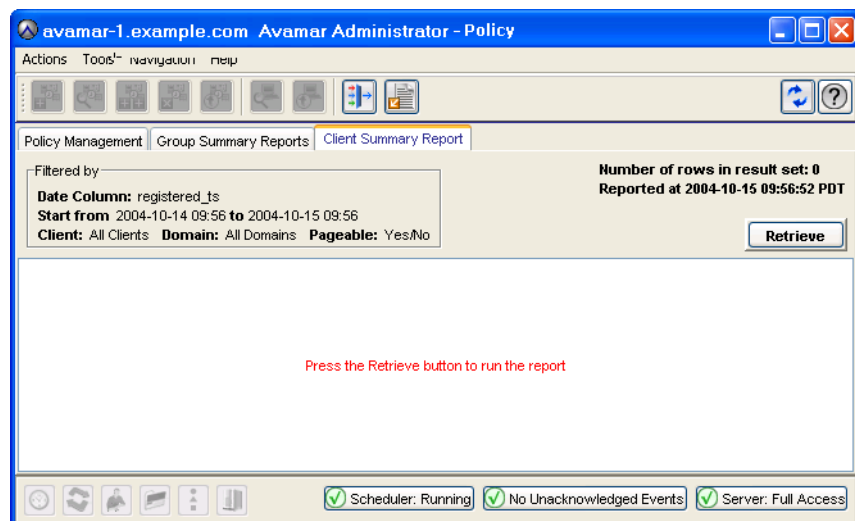 avamar-1.example.com Avamar Administrator - Policy
Actions Tools Navigation Help
Policy Management Group Summary Reports Client Summary Report
Filtered by
Date Column: registered_ts
Start from 2004-10-14 09:56 to 2004-10-15 09:56
Client: All Clients Domain: All Domains Pageable: Yes/No
Number of rows in result set: 0
Reported at 2004-10-15 09:56:52 PDT
Retrieve
Press the Retrieve button to run the report
Scheduler: Running No Unacknowledged Events Server: Full Access